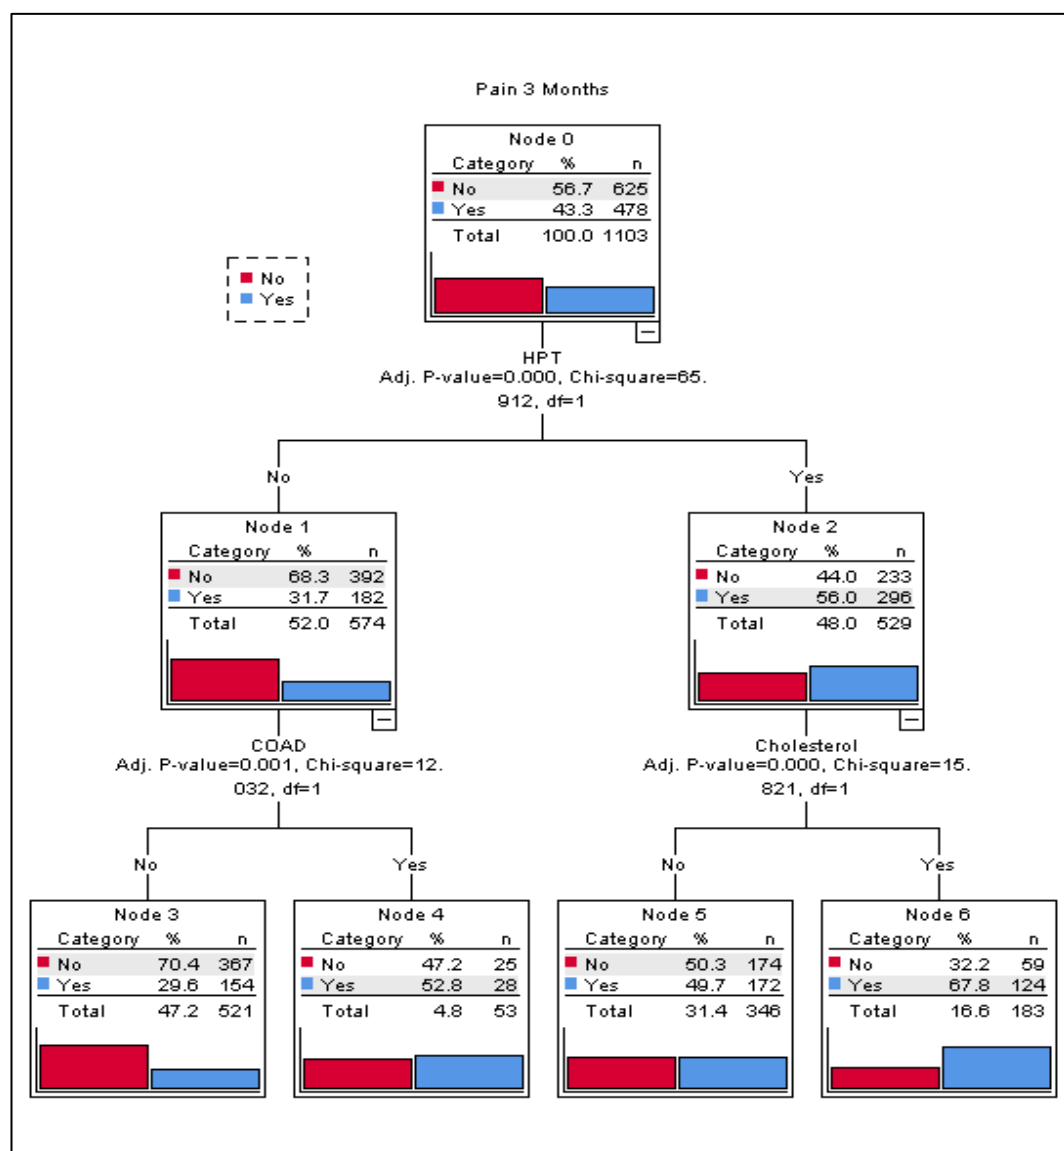 Pain 3 Months
Node 0
Category % n
No 56.7 625
Yes 43.3 478
Total 100.0 1103
No
Yes
HPT
Adj. P-value=0.000, Chi-square=65.
912, df=1
No
Yes
Node 1
Category % n
No 68.3 392
Yes 31.7 182
Total 52.0 574
Node 2
Category % n
No 44.0 233
Yes 56.0 296
Total 48.0 529
COAD
Adj. P-value=0.001, Chi-square=12.
032, df=1
Cholesterol
Adj. P-value=0.000, Chi-square=15.
821, df=1
No
Yes
No
Yes
Node 3
Category % n
No 70.4 367
Yes 29.6 154
Total 47.2 521
Node 4
Category % n
No 47.2 25
Yes 52.8 28
Total 4.8 53
Node 5
Category % n
No 50.3 174
Yes 49.7 172
Total 31.4 346
Node 6
Category % n
No 32.2 59
Yes 67.8 124
Total 16.6 183